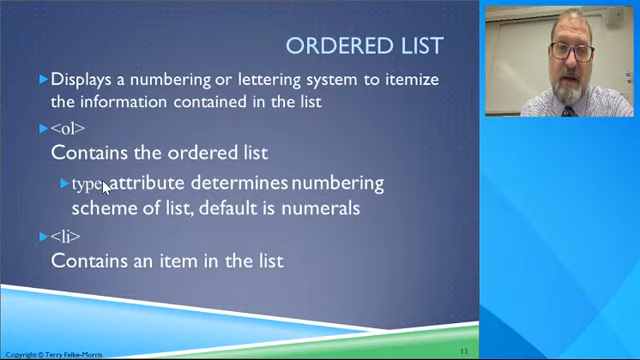 ORDERED LIST
Displays a numbering or lettering system to itemize
the information contained in the list
<ol>
Contains the ordered list
type attribute determines numbering
scheme of list, default is numerals
<li>
Contains an item in the list
Copyright © Terry Felke-Morris
11